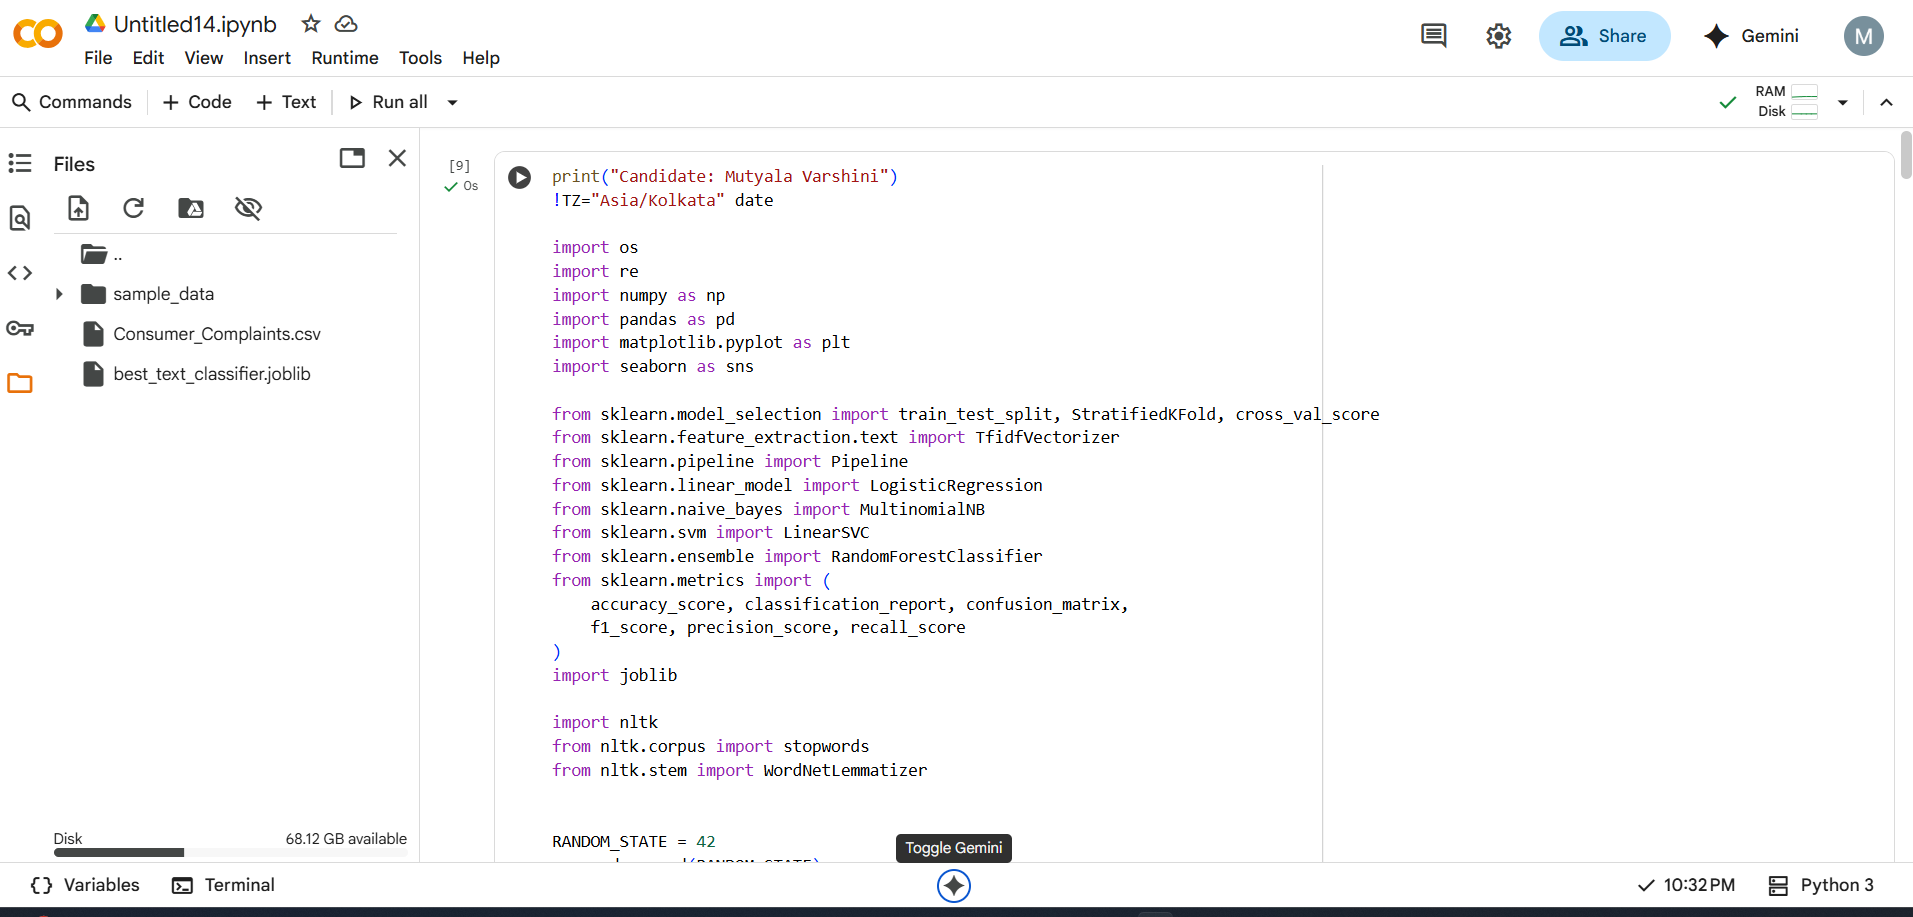 Untitled14.ipynb
File Edit View Insert Runtime Tools Help
Share
Gemini
M
Commands + Code + Text Run all
RAM
Disk
Files
..
sample_data
Consumer_Complaints.csv
best_text_classifier.joblib
Disk 68.12 GB available
[9]
0s
print("Candidate: Mutyala Varshini")
!TZ="Asia/Kolkata" date
import os
import re
import numpy as np
import pandas as pd
import matplotlib.pyplot as plt
import seaborn as sns
from sklearn.model_selection import train_test_split, StratifiedKFold, cross_val_score
from sklearn.feature_extraction.text import TfidfVectorizer
from sklearn.pipeline import Pipeline
from sklearn.linear_model import LogisticRegression
from sklearn.naive_bayes import MultinomialNB
from sklearn.svm import LinearSVC
from sklearn.ensemble import RandomForestClassifier
from sklearn.metrics import (
    accuracy_score, classification_report, confusion_matrix,
    f1_score, precision_score, recall_score
)
import joblib
import nltk
from nltk.corpus import stopwords
from nltk.stem import WordNetLemmatizer
RANDOM_STATE = 42
Toggle Gemini
Variables Terminal
10:32 PM Python 3